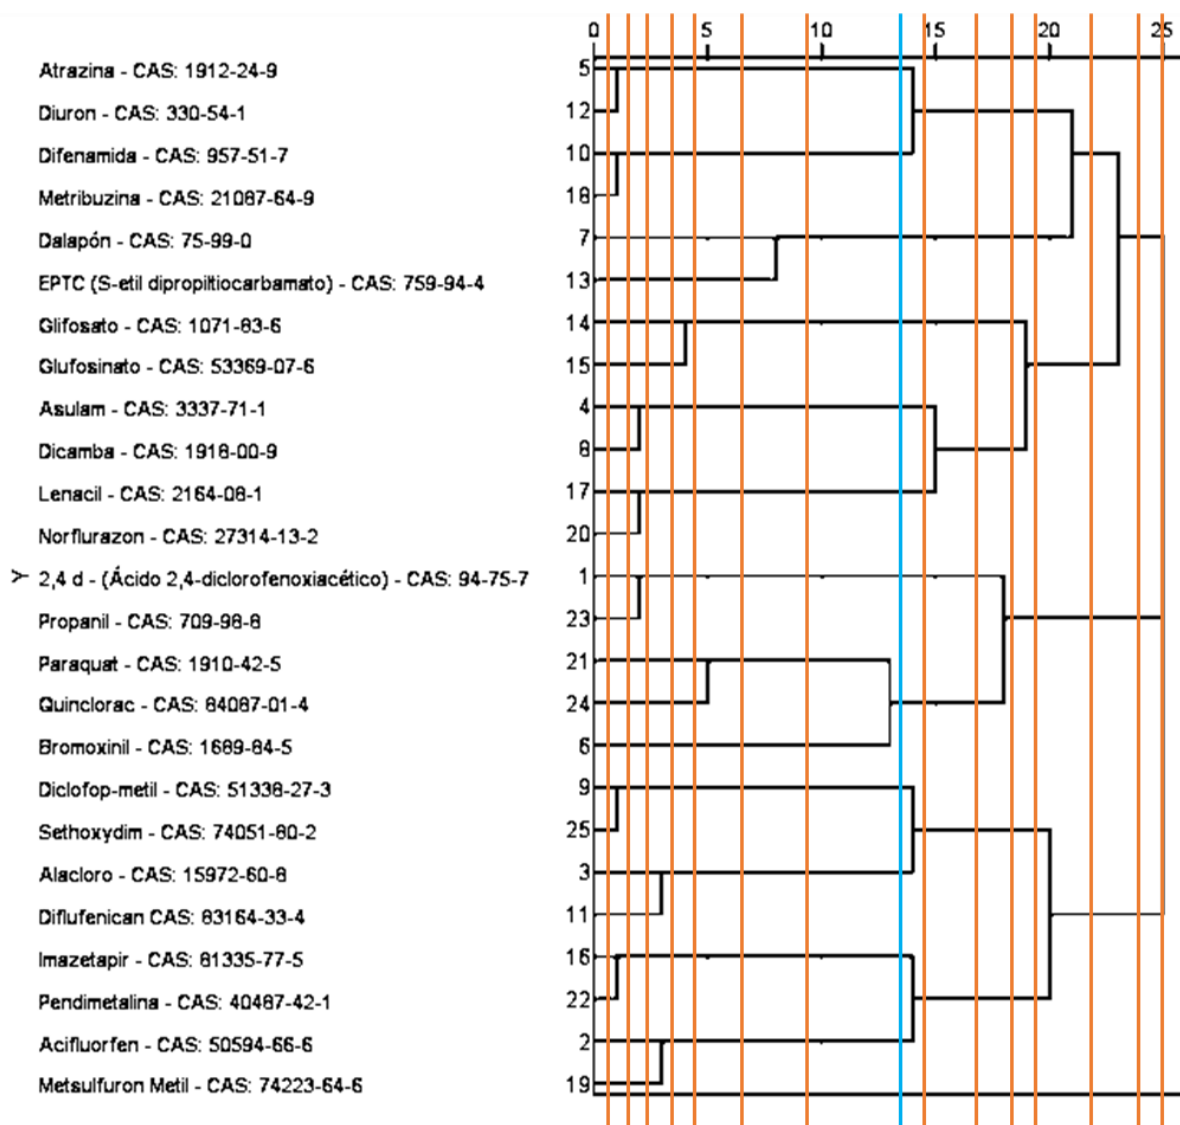 0 5 10 15 20 25
Atrazina - CAS: 1912-24-9 5
Diuron - CAS: 330-54-1 12
Difenamida - CAS: 957-51-7 10
Metribuzina - CAS: 21087-64-9 18
Dalapón - CAS: 75-99-0 7
EPTC (S-etil dipropiltiocarbamato) - CAS: 759-94-4 13
Glifosato - CAS: 1071-83-6 14
Glufosinato - CAS: 53369-07-6 15
Asulam - CAS: 3337-71-1 4
Dicamba - CAS: 1918-00-9 8
Lenacil - CAS: 2164-08-1 17
Norflurazon - CAS: 27314-13-2 20
Y 2,4 d - (Ácido 2,4-diclorofenoxiacético) - CAS: 94-75-7 1
Propanil - CAS: 709-98-8 23
Paraquat - CAS: 1910-42-5 21
Quinclorac - CAS: 84087-01-4 24
Bromoxinil - CAS: 1689-84-5 6
Diclofop-metil - CAS: 51338-27-3 9
Sethoxydim - CAS: 74051-80-2 25
Alacloro - CAS: 15972-60-8 3
Diflufenican CAS: 83164-33-4 11
Imazetapir - CAS: 81335-77-5 16
Pendimetalina - CAS: 40487-42-1 22
Acifluorfen - CAS: 50594-66-6 2
Metsulfuron Metil - CAS: 74223-64-6 19